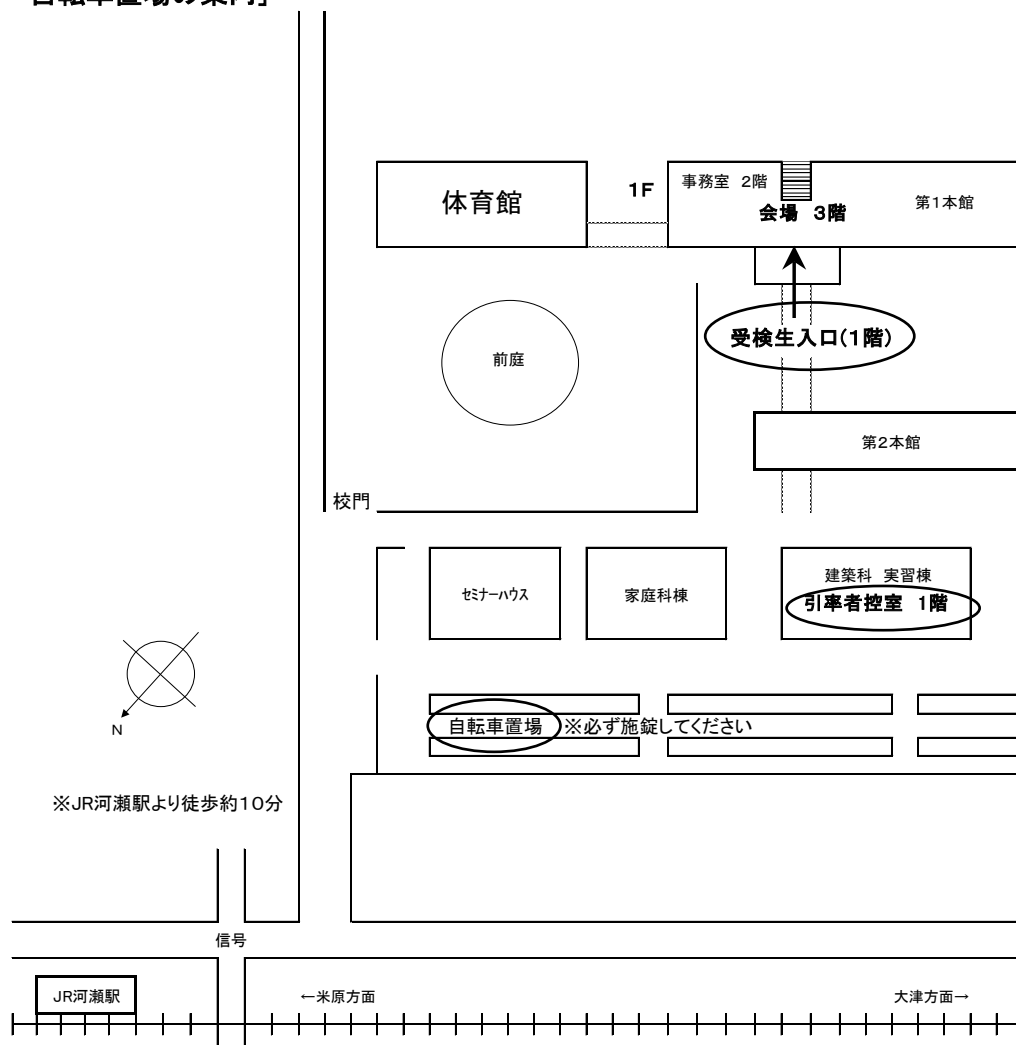 自転車置場の案内］
体育館
1F
事務室 2階
会場 3階
第1本館
受検生入口(1階)
前庭
第2本館
校門
セミナーハウス
家庭科棟
建築科 実習棟
引率者控室 1階
N
自転車置場 ※必ず施錠してください
※JR河瀬駅より徒歩約10分
信号
JR河瀬駅
←米原方面
大津方面→